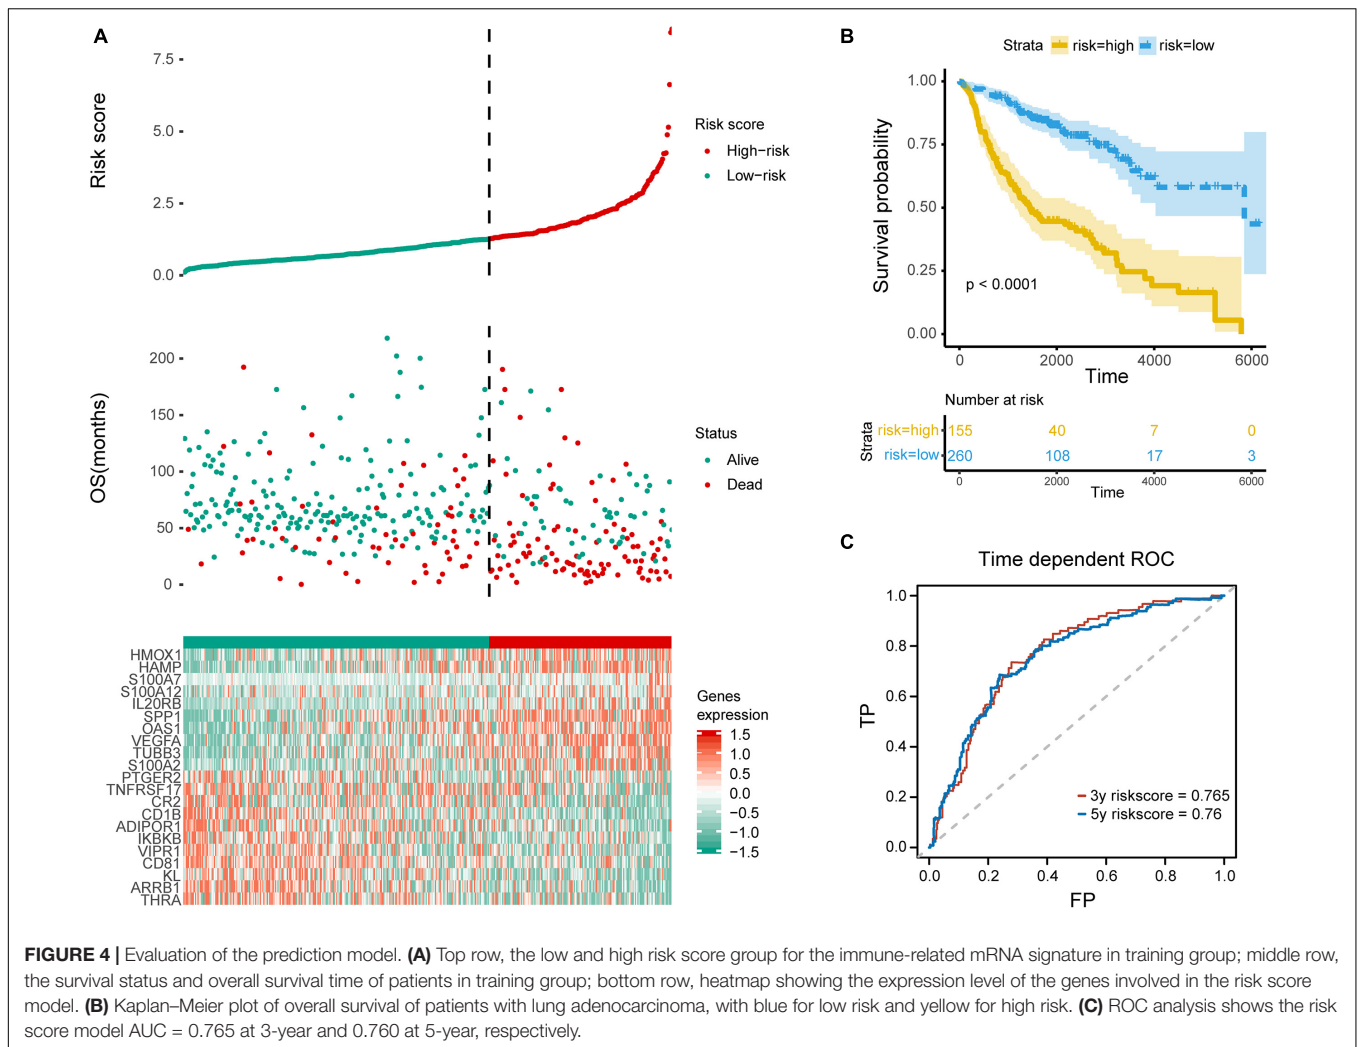 A
Risk score
7.5
5.0
2.5
0.0
Risk score
High−risk
Low−risk
OS(months)
200
150
100
50
0
Status
Alive
Dead
HMOX1
HAMP
S100A7
S100A12
IL20RB
SPP1
OAS1
VEGFA
TUBB3
S100A2
PTGER2
TNFRSF17
CR2
CD1B
ADIPOR1
IKBKB
VIPR1
CD81
KL
ARRB1
THRA
Genes
expression
1.5
1.0
0.5
0.0
−0.5
−1.0
−1.5
B
Strata risk=high risk=low
Survival probability
1.00
0.75
0.50
0.25
0.00
p < 0.0001
0 2000 4000 6000
Time
Number at risk
Strata
risk=high 155 40 7 0
risk=low 260 108 17 3
0 2000 4000 6000
Time
C
Time dependent ROC
TP
1.0
0.8
0.6
0.4
0.2
0.0
3y riskscore = 0.765
5y riskscore = 0.76
0.0 0.2 0.4 0.6 0.8 1.0
FP
FIGURE 4 | Evaluation of the prediction model. (A) Top row, the low and high risk score group for the immune-related mRNA signature in training group; middle row,
the survival status and overall survival time of patients in training group; bottom row, heatmap showing the expression level of the genes involved in the risk score
model. (B) Kaplan–Meier plot of overall survival of patients with lung adenocarcinoma, with blue for low risk and yellow for high risk. (C) ROC analysis shows the risk
score model AUC = 0.765 at 3-year and 0.760 at 5-year, respectively.